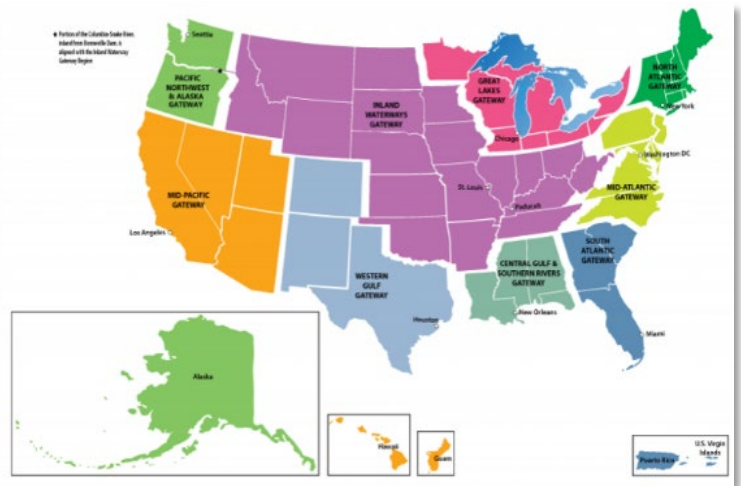 * Portion of the Columbia Snake River,
inland from Bonneville Dam, is
aligned with the Inland Waterways
Gateway Region
Seattle
PACIFIC
NORTHWEST
& ALASKA
GATEWAY
INLAND
WATERWAYS
GATEWAY
GREAT
LAKES
GATEWAY
Chicago
NORTH
ATLANTIC
GATEWAY
New York
Washington DC
MID-ATLANTIC
GATEWAY
MID-PACIFIC
GATEWAY
Los Angeles
St. Louis
Paducah
SOUTH
ATLANTIC
GATEWAY
CENTRAL GULF &
SOUTHERN RIVERS
GATEWAY
New Orleans
WESTERN
GULF
GATEWAY
Houston
Miami
Alaska
Hawaii
Guam
Puerto Rico
U.S. Virgin
Islands